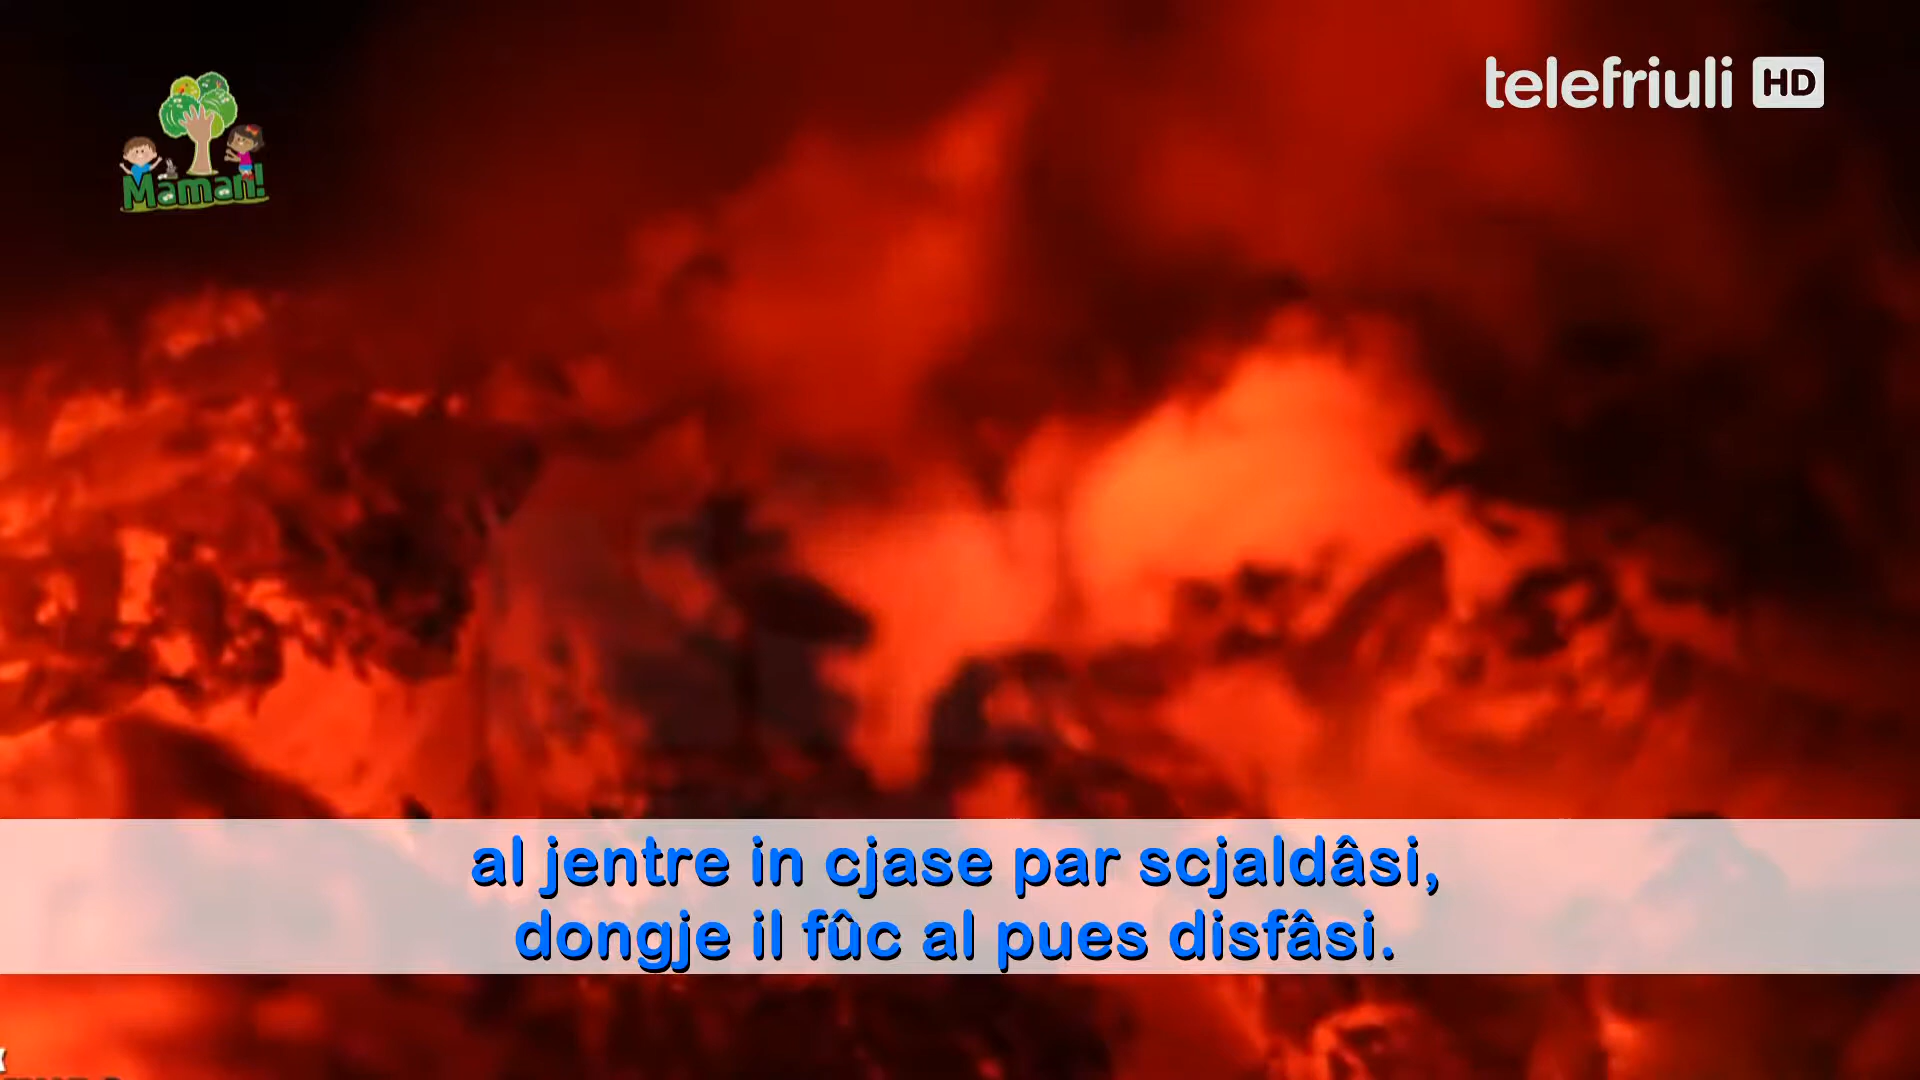 Maman!
telefriuli HD
al jentre in cjase par scjaldâsi,
dongje il fûc al pues disfâsi.